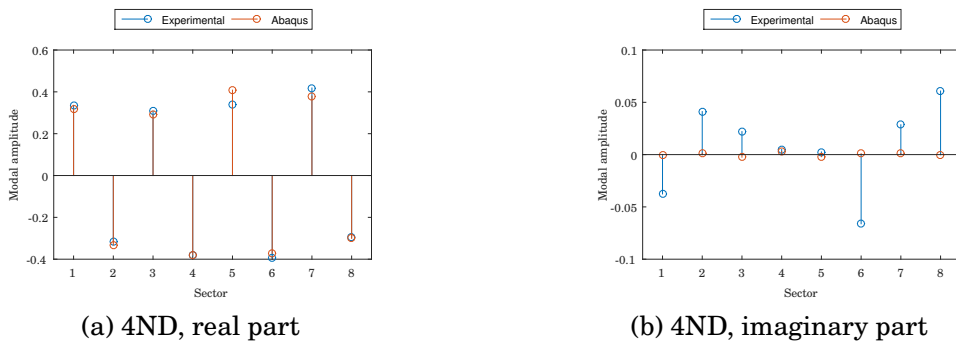 Experimental Abaqus
0.6
0.4
0.2
0
-0.2
-0.4
Modal amplitude
1 2 3 4 5 6 7 8
Sector
(a) 4ND, real part
Experimental Abaqus
0.1
0.05
0
-0.05
-0.1
Modal amplitude
1 2 3 4 5 6 7 8
Sector
(b) 4ND, imaginary part